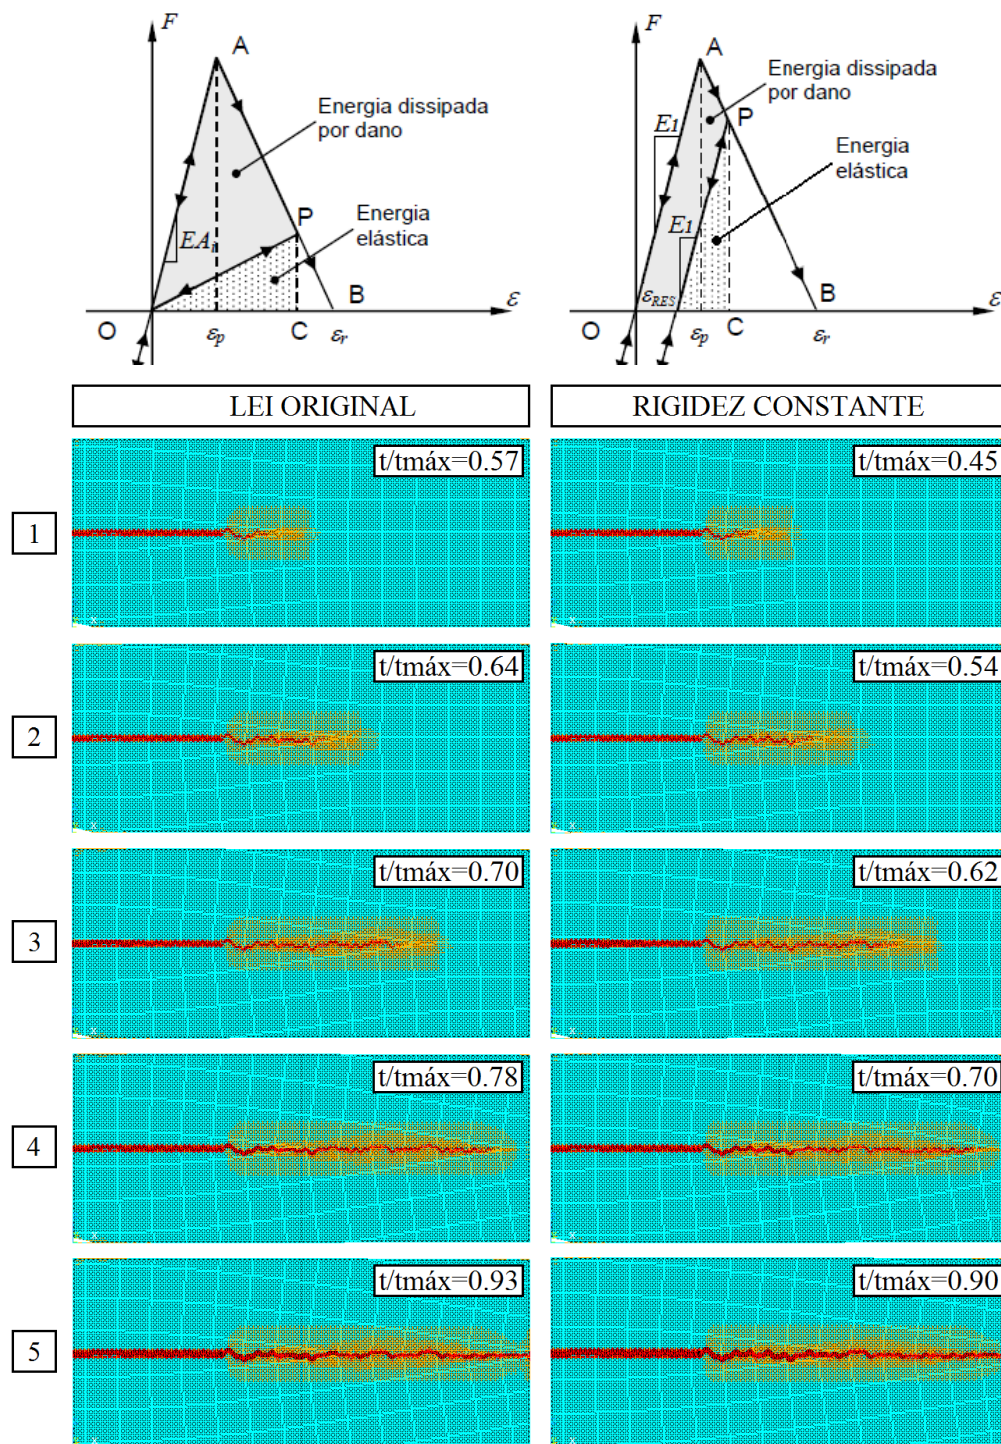 F
A
Energia dissipada
por dano
P
Energia
elástica
EAi
B
O
εp
C
εr
ε
F
A
Energia dissipada
por dano
P
E1
Energia
elástica
E1
εRES
B
O
εp
C
εr
ε
LEI ORIGINAL
RIGIDEZ CONSTANTE
1
t/tmáx=0.57
t/tmáx=0.45
2
t/tmáx=0.64
t/tmáx=0.54
3
t/tmáx=0.70
t/tmáx=0.62
4
t/tmáx=0.78
t/tmáx=0.70
5
t/tmáx=0.93
t/tmáx=0.90